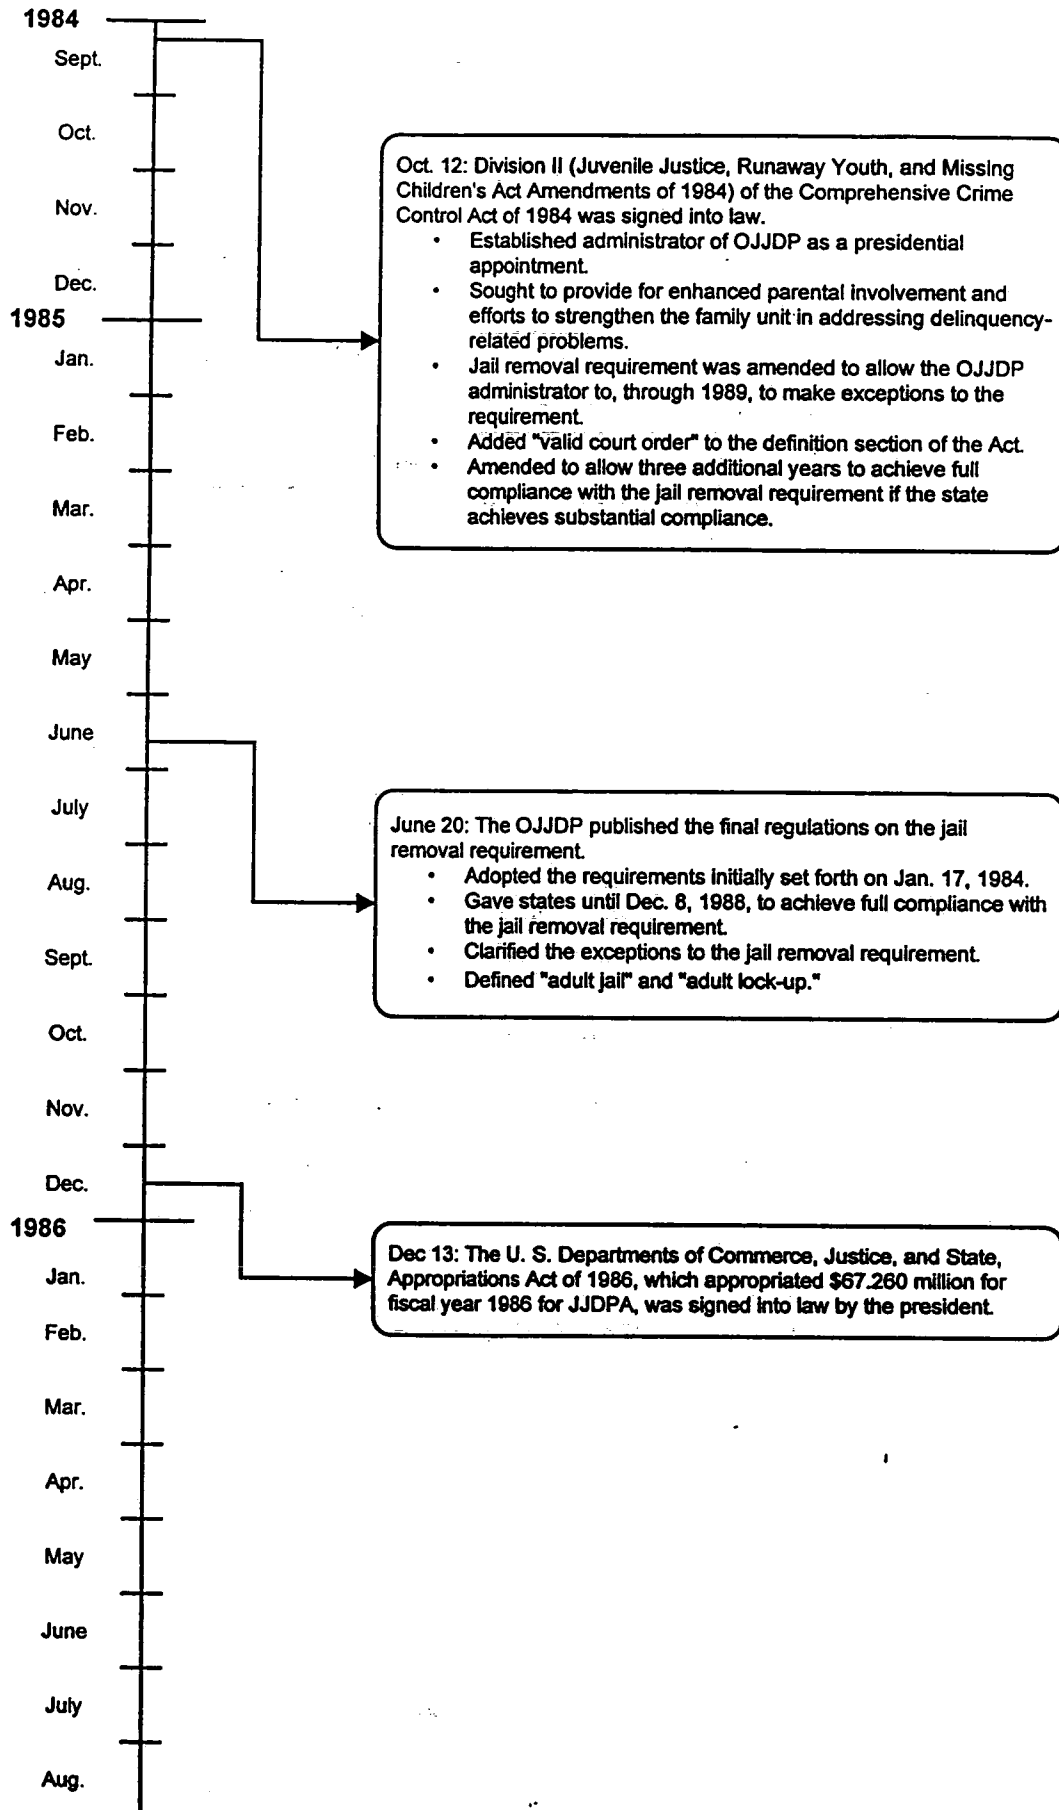 1984
Sept.
Oct.
Nov.
Dec.
1985
Jan.
Feb.
Mar.
Apr.
May
June
July
Aug.
Sept.
Oct.
Nov.
Dec.
1986
Jan.
Feb.
Mar.
Apr.
May
June
July
Aug.
Oct. 12: Division II (Juvenile Justice, Runaway Youth, and Missing
Children's Act Amendments of 1984) of the Comprehensive Crime
Control Act of 1984 was signed into law.
• Established administrator of OJJDP as a presidential
appointment.
• Sought to provide for enhanced parental involvement and
efforts to strengthen the family unit in addressing delinquency-
related problems.
• Jail removal requirement was amended to allow the OJJDP
administrator to, through 1989, to make exceptions to the
requirement.
• Added "valid court order" to the definition section of the Act.
• Amended to allow three additional years to achieve full
compliance with the jail removal requirement if the state
achieves substantial compliance.
June 20: The OJJDP published the final regulations on the jail
removal requirement.
• Adopted the requirements initially set forth on Jan. 17, 1984.
• Gave states until Dec. 8, 1988, to achieve full compliance with
the jail removal requirement.
• Clarified the exceptions to the jail removal requirement.
• Defined "adult jail" and "adult lock-up."
Dec 13: The U. S. Departments of Commerce, Justice, and State,
Appropriations Act of 1986, which appropriated $67.260 million for
fiscal year 1986 for JJDPA, was signed into law by the president.